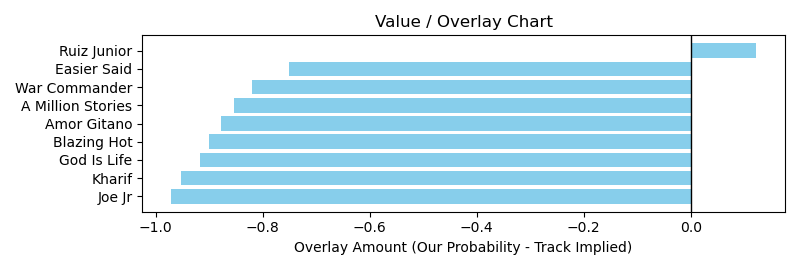 Value / Overlay Chart
Ruiz Junior
Easier Said
War Commander
A Million Stories
Amor Gitano
Blazing Hot
God Is Life
Kharif
Joe Jr
−1.0 −0.8 −0.6 −0.4 −0.2 0.0
Overlay Amount (Our Probability - Track Implied)